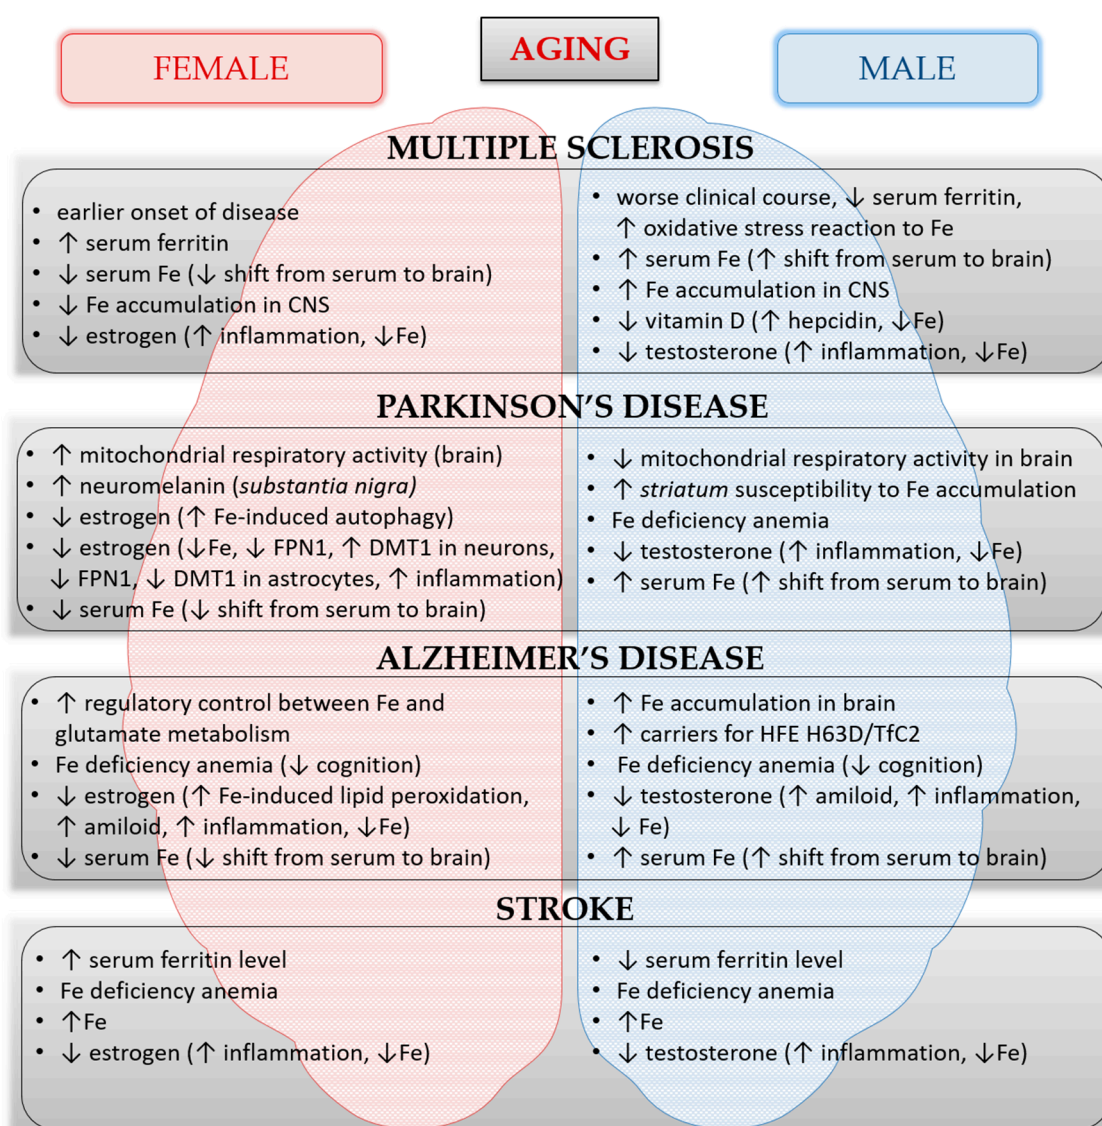 AGING
FEMALE
MALE
MULTIPLE SCLEROSIS
• earlier onset of disease
• ↑ serum ferritin
• ↓ serum Fe (↓ shift from serum to brain)
• ↓ Fe accumulation in CNS
• ↓ estrogen (↑ inflammation, ↓Fe)
• worse clinical course, ↓ serum ferritin,
↑ oxidative stress reaction to Fe
• ↑ serum Fe (↑ shift from serum to brain)
• ↑ Fe accumulation in CNS
• ↓ vitamin D (↑ hepcidin, ↓Fe)
• ↓ testosterone (↑ inflammation, ↓Fe)
PARKINSON’S DISEASE
• ↑ mitochondrial respiratory activity (brain)
• ↑ neuromelanin (substantia nigra)
• ↓ estrogen (↑ Fe-induced autophagy)
• ↓ estrogen (↓Fe, ↓ FPN1, ↑ DMT1 in neurons,
↓ FPN1, ↓ DMT1 in astrocytes, ↑ inflammation)
• ↓ serum Fe (↓ shift from serum to brain)
• ↓ mitochondrial respiratory activity in brain
• ↑ striatum susceptibility to Fe accumulation
• Fe deficiency anemia
• ↓ testosterone (↑ inflammation, ↓Fe)
• ↑ serum Fe (↑ shift from serum to brain)
ALZHEIMER’S DISEASE
• ↑ regulatory control between Fe and
glutamate metabolism
• Fe deficiency anemia (↓ cognition)
• ↓ estrogen (↑ Fe-induced lipid peroxidation,
↑ amiloid, ↑ inflammation, ↓Fe)
• ↓ serum Fe (↓ shift from serum to brain)
• ↑ Fe accumulation in brain
• ↑ carriers for HFE H63D/TfC2
• Fe deficiency anemia (↓ cognition)
• ↓ testosterone (↑ amiloid, ↑ inflammation,
↓ Fe)
• ↑ serum Fe (↑ shift from serum to brain)
STROKE
• ↑ serum ferritin level
• Fe deficiency anemia
• ↑Fe
• ↓ estrogen (↑ inflammation, ↓Fe)
• ↓ serum ferritin level
• Fe deficiency anemia
• ↑Fe
• ↓ testosterone (↑ inflammation, ↓Fe)